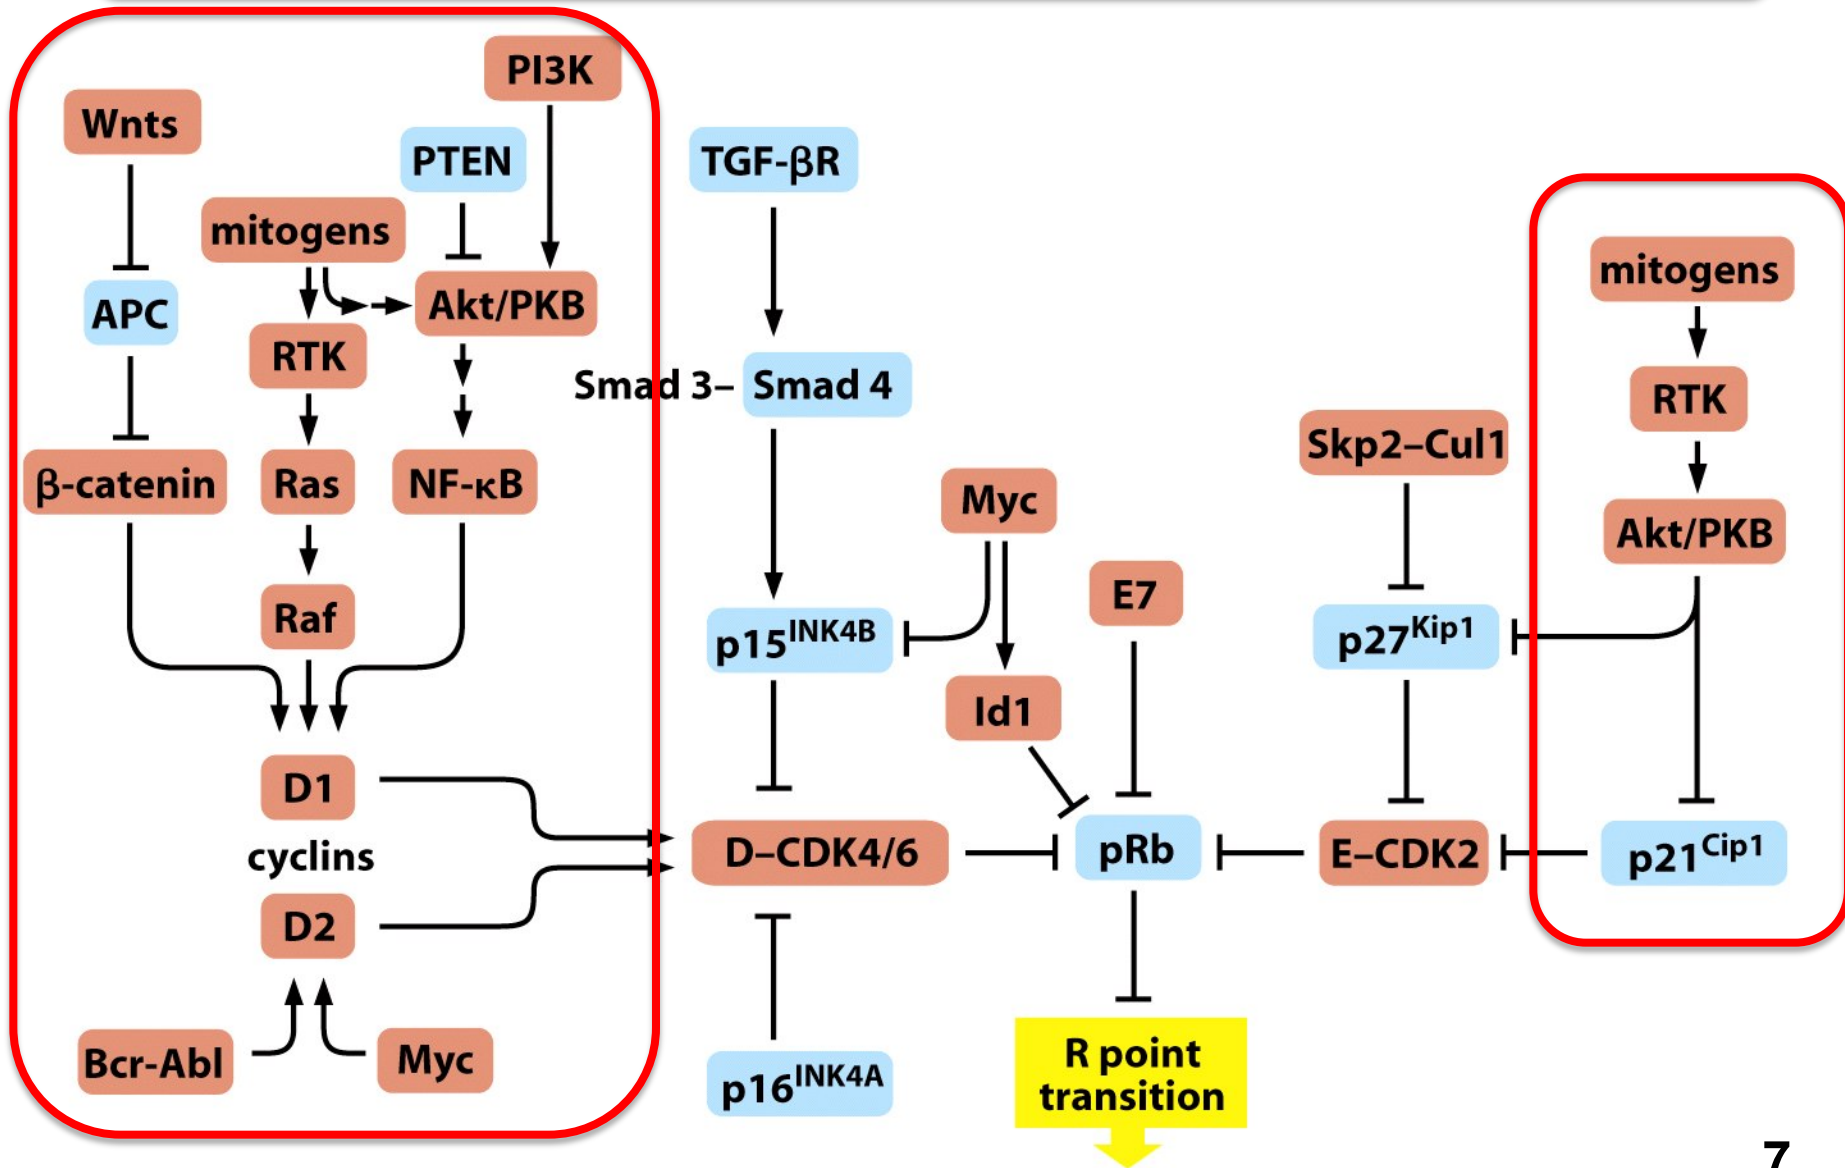 PI3K
Wnts
PTEN
TGF-βR
mitogens
mitogens
APC
Akt/PKB
RTK
Smad 3– Smad 4
RTK
Skp2–Cul1
β-catenin
Ras
NF-κB
Myc
Akt/PKB
E7
Raf
p15INK4B
p27Kip1
Id1
D1
cyclins
D–CDK4/6
pRb
E–CDK2
p21Cip1
D2
Bcr-Abl
Myc
p16INK4A
R point
transition
7